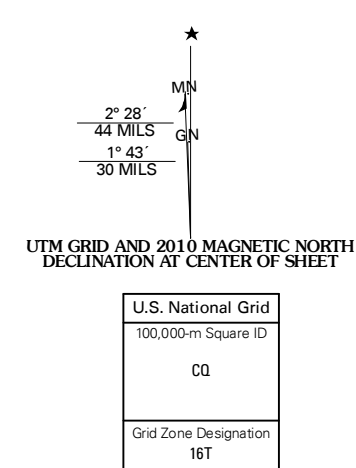 ★
MN
2° 28´
44 MILS
GN
1° 43´
30 MILS
UTM GRID AND 2010 MAGNETIC NORTH
DECLINATION AT CENTER OF SHEET
U.S. National Grid
100,000-m Square ID
CQ
Grid Zone Designation
16T